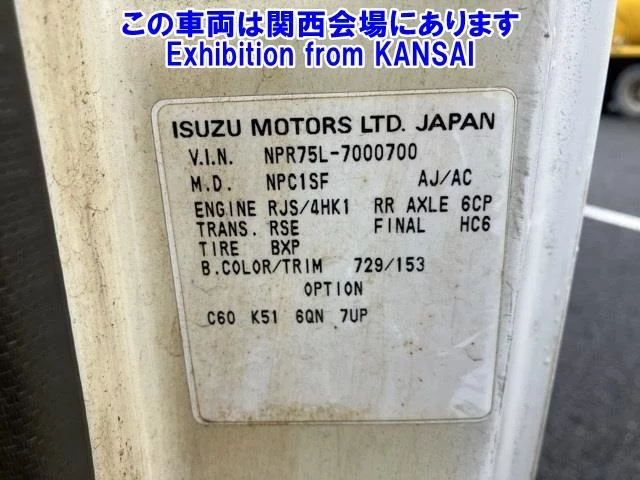 この車両は関西会場にあります
Exhibition from KANSAI
ISUZU MOTORS LTD. JAPAN
V.I.N. NPR75L-7000700
M.D. NPC1SF AJ/AC
ENGINE RJS/4HK1 RR AXLE 6CP
TRANS. RSE FINAL HC6
TIRE BXP
B.COLOR/TRIM 729/153
OPTION
C60 K51 6QN 7UP